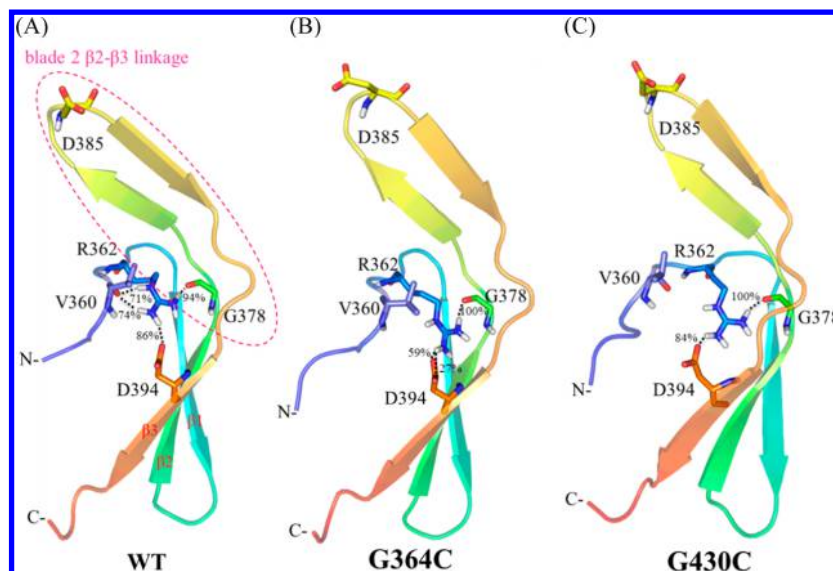 (A)
(B)
(C)
blade 2 β2-β3 linkage
D385
D385
D385
R362
R362
R362
V360
V360
V360
71%
94%
74%
86%
100%
59%
100%
84%
G378
G378
G378
N-
N-
N-
D394
D394
D394
β3
β1
β2
C-
C-
C-
WT
G364C
G430C